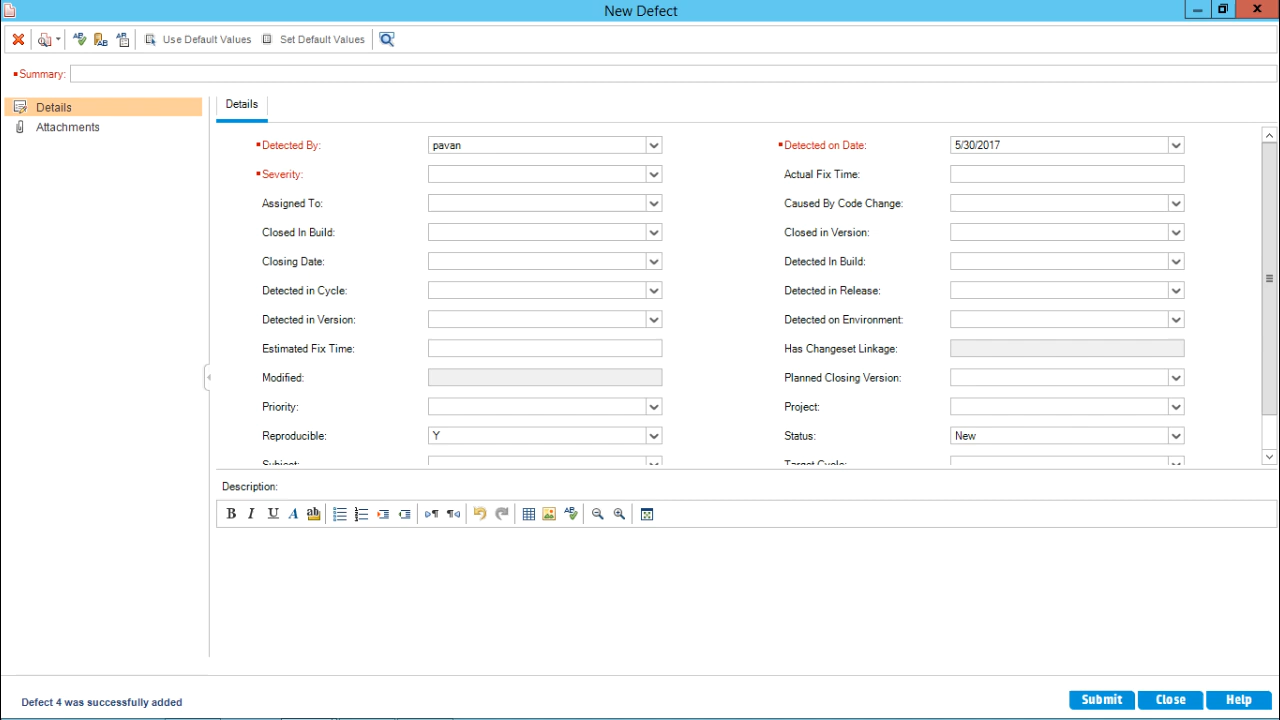 New Defect
Use Default Values Set Default Values
Summary:
Details
Attachments
Details
Detected By: pavan Detected on Date: 5/30/2017
Severity: Actual Fix Time:
Assigned To: Caused By Code Change:
Closed In Build: Closed in Version:
Closing Date: Detected In Build:
Detected in Cycle: Detected in Release:
Detected in Version: Detected on Environment:
Estimated Fix Time: Has Changeset Linkage:
Modified: Planned Closing Version:
Priority: Project:
Reproducible: Y Status: New
Subject: Target Cycle:
Description:
B I U A ab
Defect 4 was successfully added
Submit Close Help